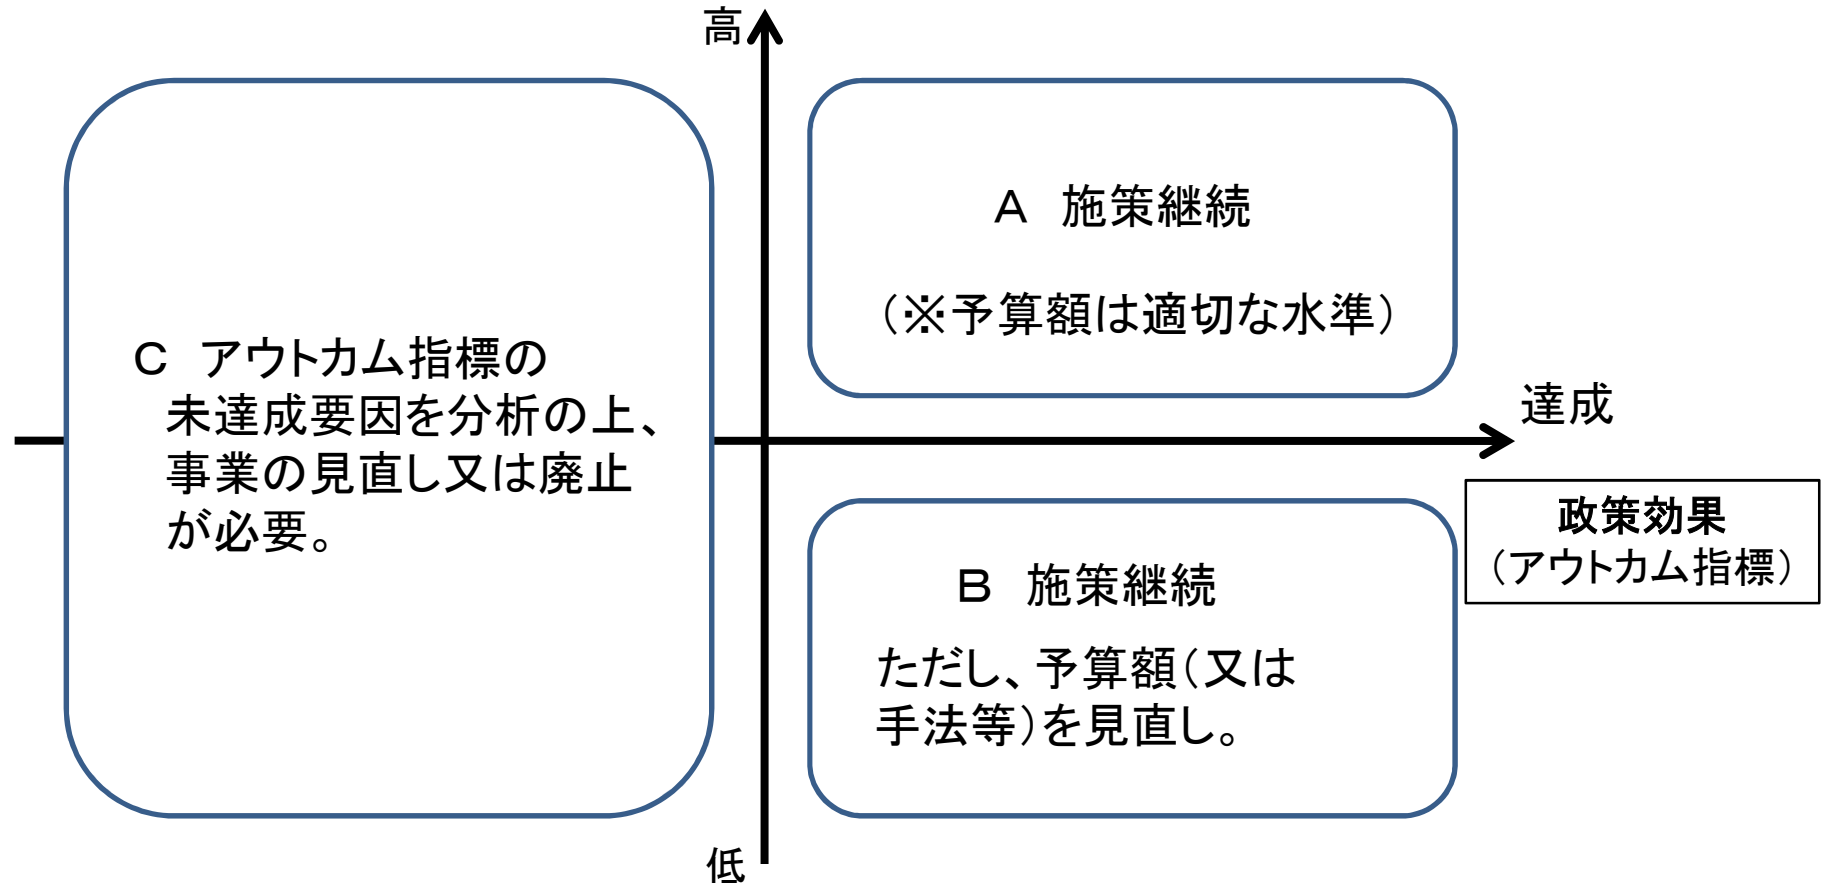 高
A　施策継続
（※予算額は適切な水準）
C　アウトカム指標の
未達成要因を分析の上、
事業の見直し又は廃止
が必要。
達成
政策効果
（アウトカム指標）
B　施策継続
ただし、予算額（又は
手法等）を見直し。
低